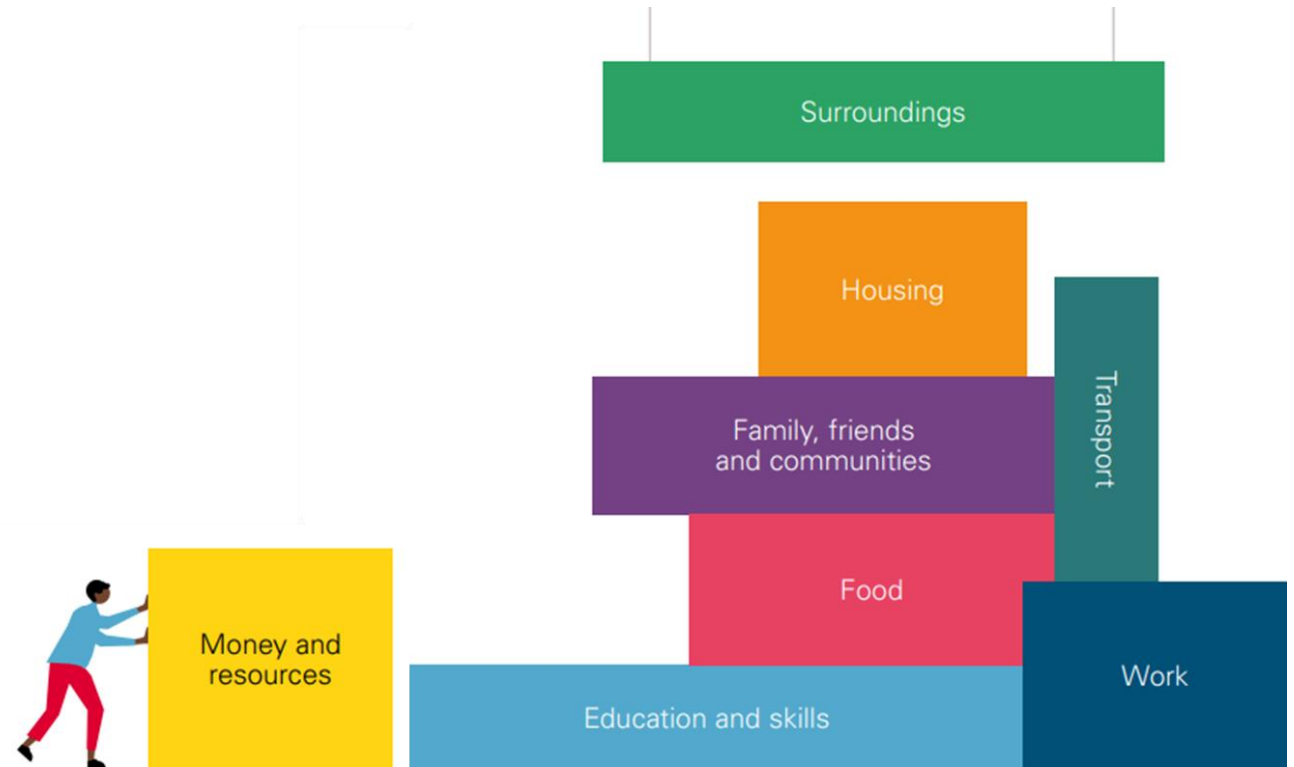 Surroundings
Housing
Transport
Family, friends
and communities
Food
Money and
resources
Work
Education and skills